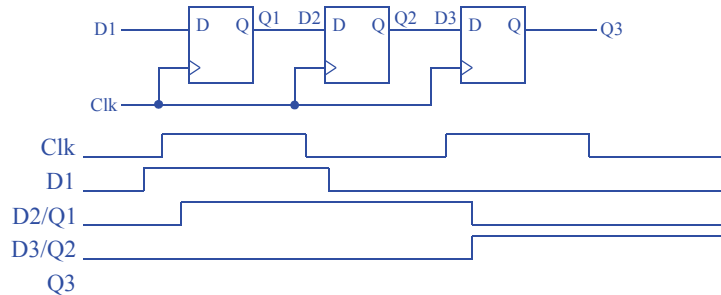 D1 D Q Q1 D2 D Q Q2 D3 D Q Q3
Clk
Clk
D1
D2/Q1
D3/Q2
Q3